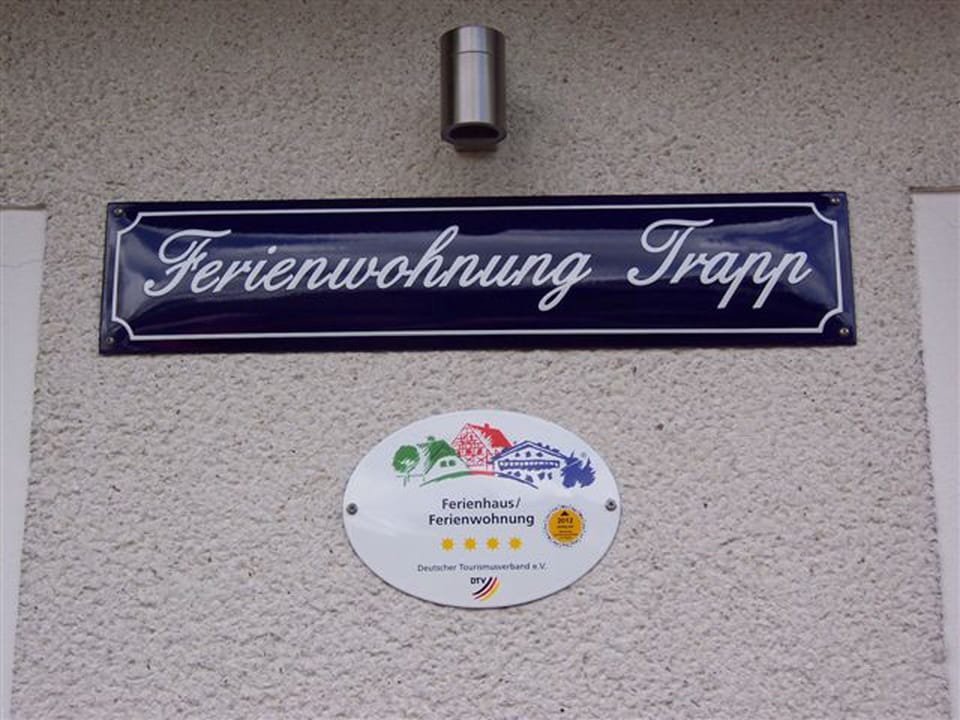 Ferienwohnung Trapp
Ferienhaus/
Ferienwohnung
2012
Deutscher Tourismusverband e.V.
DTV